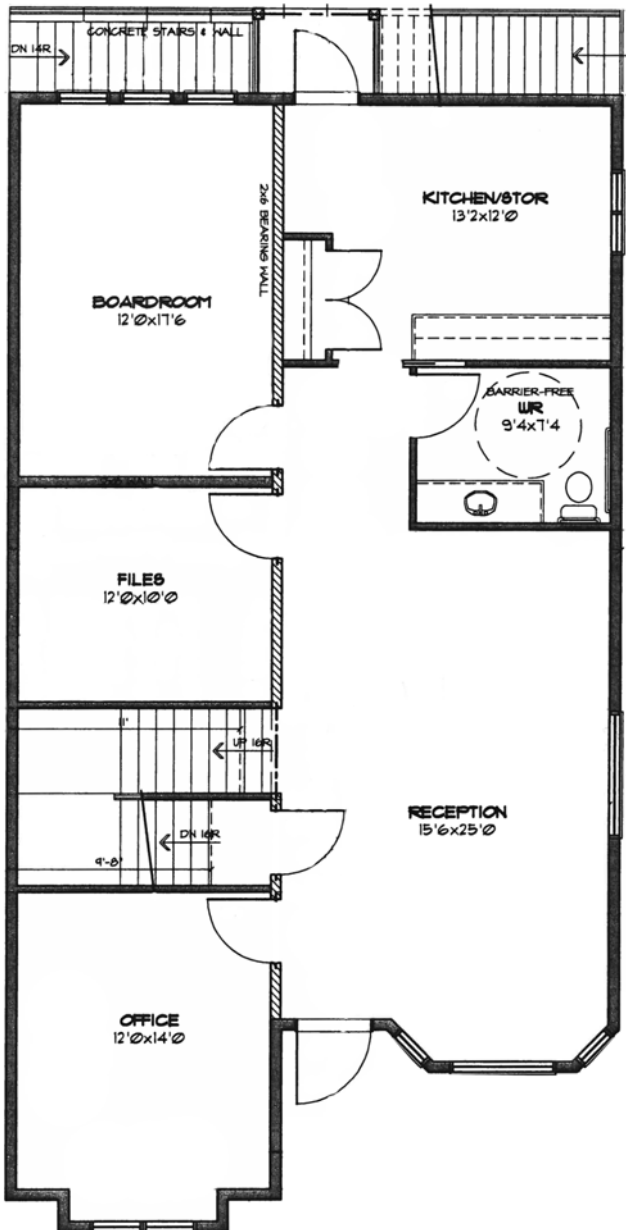 CONCRETE STAIRS & WALL
DN 14R
KITCHEN/STOR
13'2x12'0
2x6 BEARING WALL
BOARDROOM
12'0x17'6
BARRIER-FREE
WR
9'4x7'4
FILES
12'0x10'0
11'
UP 16R
RECEPTION
15'6x25'0
DN 16R
9'-8"
OFFICE
12'0x14'0